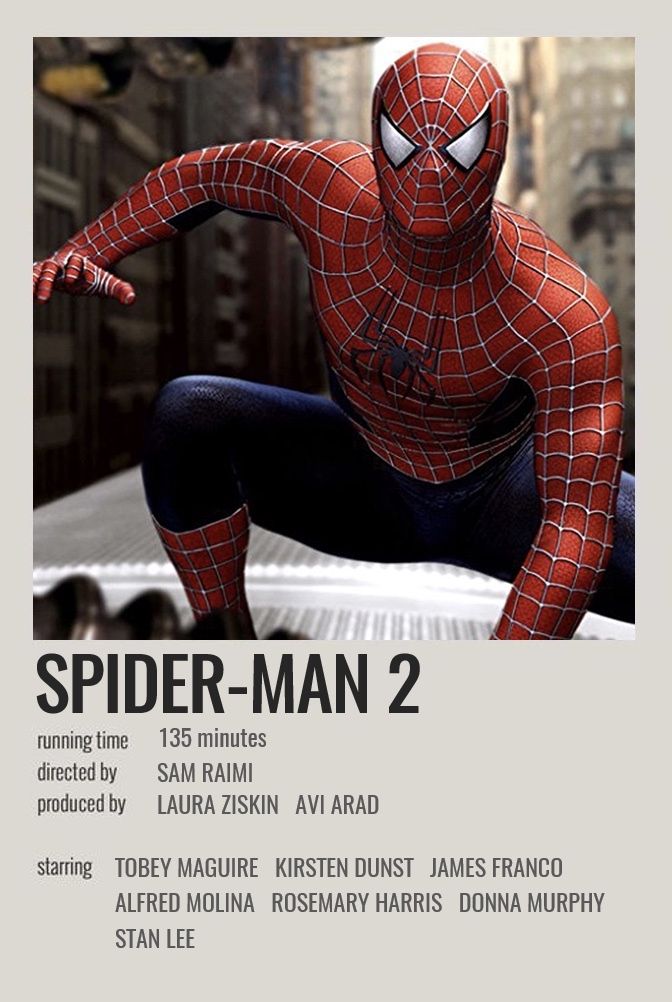 SPIDER-MAN 2
running time 135 minutes
directed by SAM RAIMI
produced by LAURA ZISKIN AVI ARAD
starring TOBEY MAGUIRE KIRSTEN DUNST JAMES FRANCO
ALFRED MOLINA ROSEMARY HARRIS DONNA MURPHY
STAN LEE